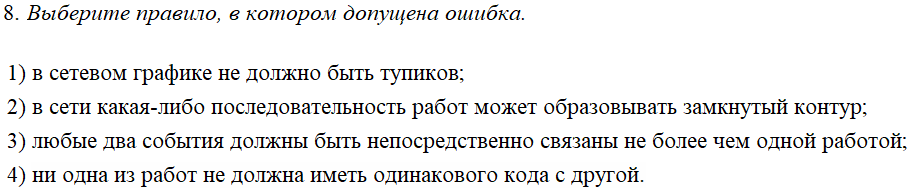 8. Выберите правило, в котором допущена ошибка.
1) в сетевом графике не должно быть тупиков;
2) в сети какая-либо последовательность работ может образовывать замкнутый контур;
3) любые два события должны быть непосредственно связаны не более чем одной работой;
4) ни одна из работ не должна иметь одинакового кода с другой.